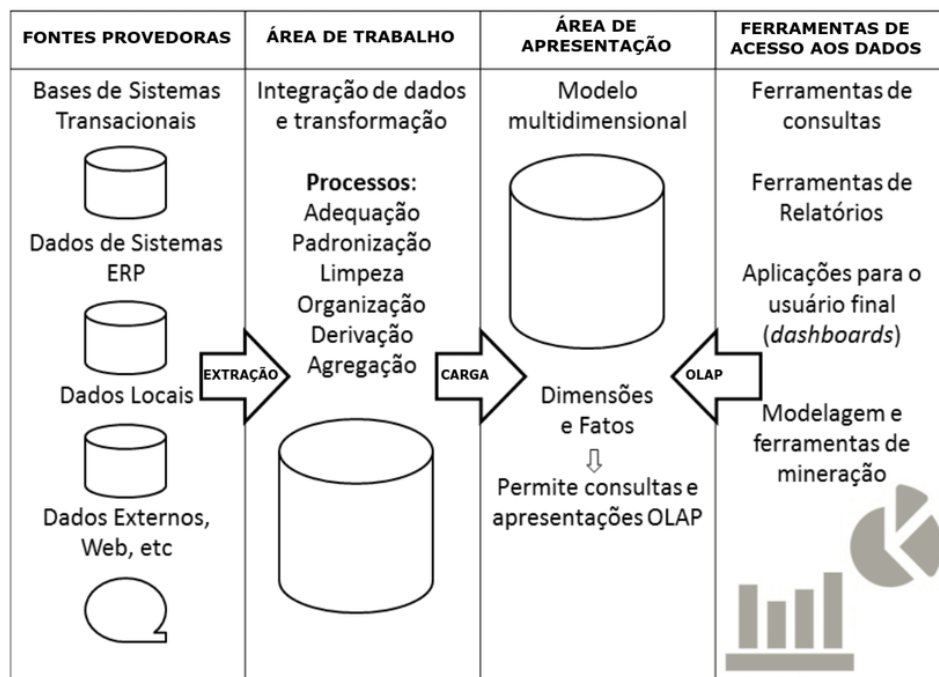 FONTES PROVEDORAS
Bases de Sistemas
Transacionais
Dados de Sistemas
ERP
Dados Locais
Dados Externos,
Web, etc
EXTRAÇÃO
ÁREA DE TRABALHO
Integração de dados
e transformação
Processos:
Adequação
Padronização
Limpeza
Organização
Derivação
Agregação
CARGA
ÁREA DE
APRESENTAÇÃO
Modelo
multidimensional
Dimensões
e Fatos
Permite consultas e
apresentações OLAP
OLAP
FERRAMENTAS DE
ACESSO AOS DADOS
Ferramentas de
consultas
Ferramentas de
Relatórios
Aplicações para o
usuário final
(dashboards)
Modelagem e
ferramentas de
mineração